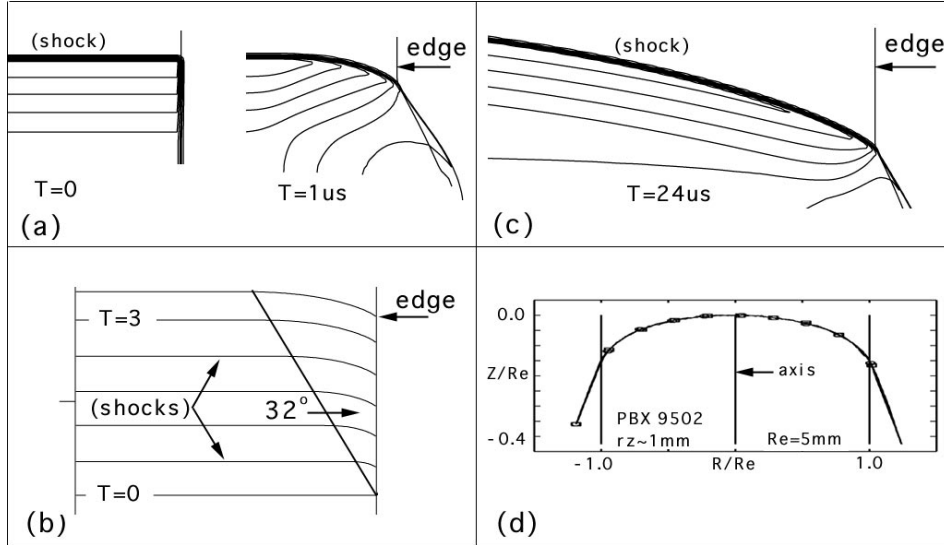 (shock)
edge
T=0
T=1us
(a)
(shock)
edge
T=24us
(c)
edge
T=3
(shocks)
32°
T=0
(b)
0.0
Z/Re
axis
PBX 9502
rz~1mm
Re=5mm
-0.4
-1.0
R/Re
1.0
(d)